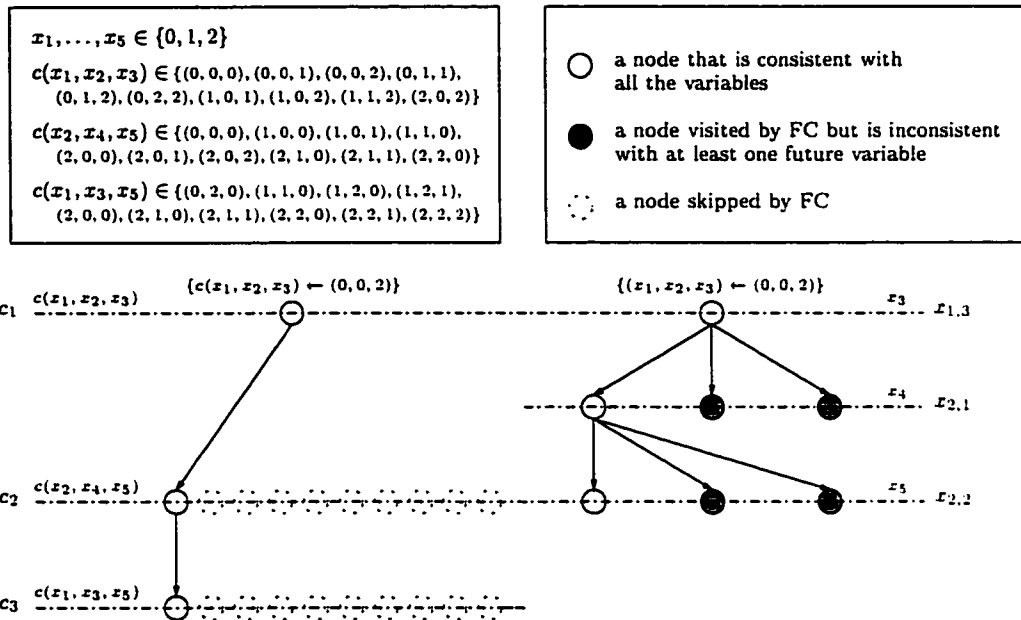 x₁,...,x₅ ∈ {0, 1, 2}
c(x₁, x₂, x₃) ∈ {(0, 0, 0), (0, 0, 1), (0, 0, 2), (0, 1, 1),
(0, 1, 2), (0, 2, 2), (1, 0, 1), (1, 0, 2), (1, 1, 2), (2, 0, 2)}
c(x₂, x₄, x₅) ∈ {(0, 0, 0), (1, 0, 0), (1, 0, 1), (1, 1, 0),
(2, 0, 0), (2, 0, 1), (2, 0, 2), (2, 1, 0), (2, 1, 1), (2, 2, 0)}
c(x₁, x₃, x₅) ∈ {(0, 2, 0), (1, 1, 0), (1, 2, 0), (1, 2, 1),
(2, 0, 0), (2, 1, 0), (2, 1, 1), (2, 2, 0), (2, 2, 1), (2, 2, 2)}
a node that is consistent with
all the variables
a node visited by FC but is inconsistent
with at least one future variable
a node skipped by FC
{c(x₁, x₂, x₃) ← (0, 0, 2)}
{(x₁, x₂, x₃) ← (0, 0, 2)}
c₁ c(x₁, x₂, x₃) x₃ x₁,₃
x₄ x₂,₁
c₂ c(x₂, x₄, x₅) x₅ x₂,₂
c₃ c(x₁, x₃, x₅)